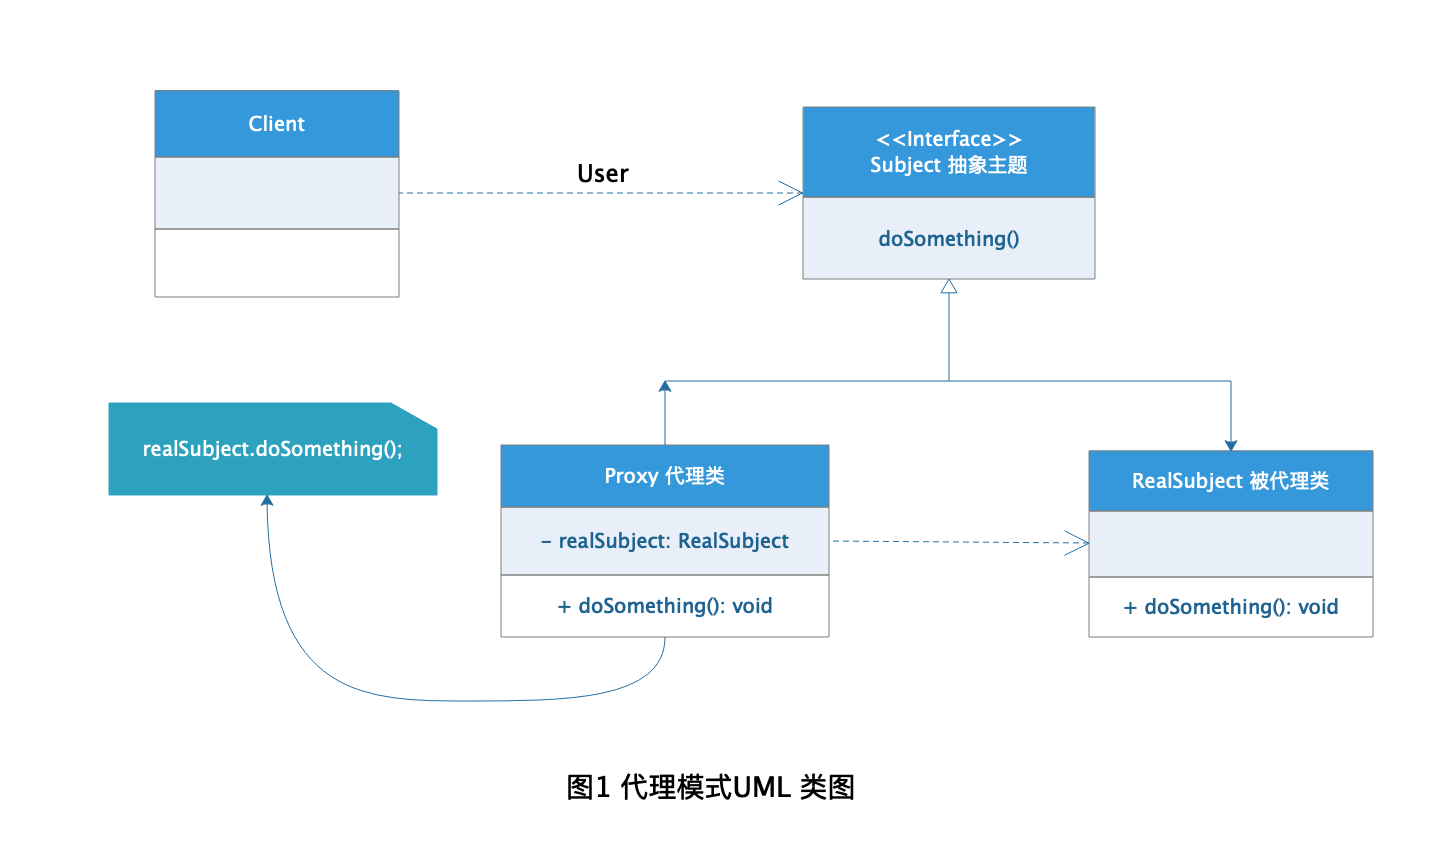 Client
User
<<Interface>>
Subject 抽象主题
doSomething()
realSubject.doSomething();
Proxy 代理类
- realSubject: RealSubject
+ doSomething(): void
RealSubject 被代理类
+ doSomething(): void
图1 代理模式UML 类图